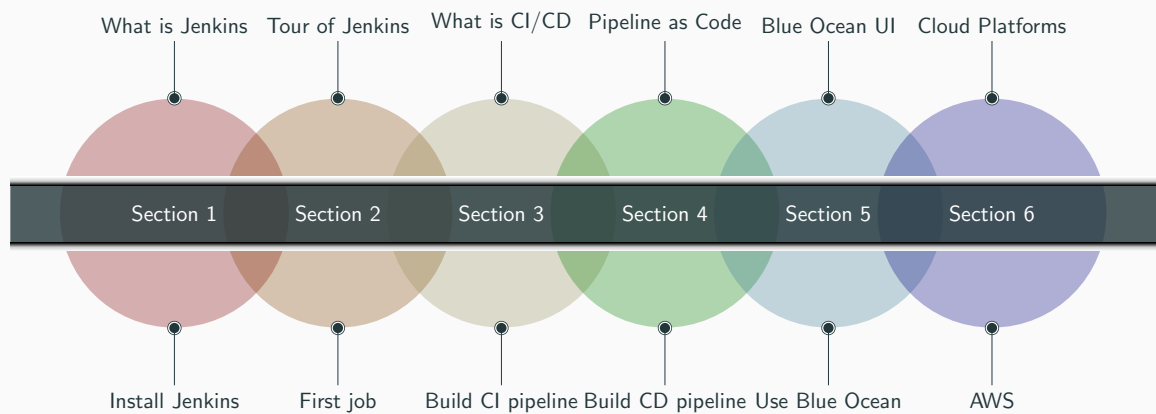 What is Jenkins
Tour of Jenkins
What is CI/CD
Pipeline as Code
Blue Ocean UI
Cloud Platforms
Section 1
Section 2
Section 3
Section 4
Section 5
Section 6
Install Jenkins
First job
Build CI pipeline
Build CD pipeline
Use Blue Ocean
AWS